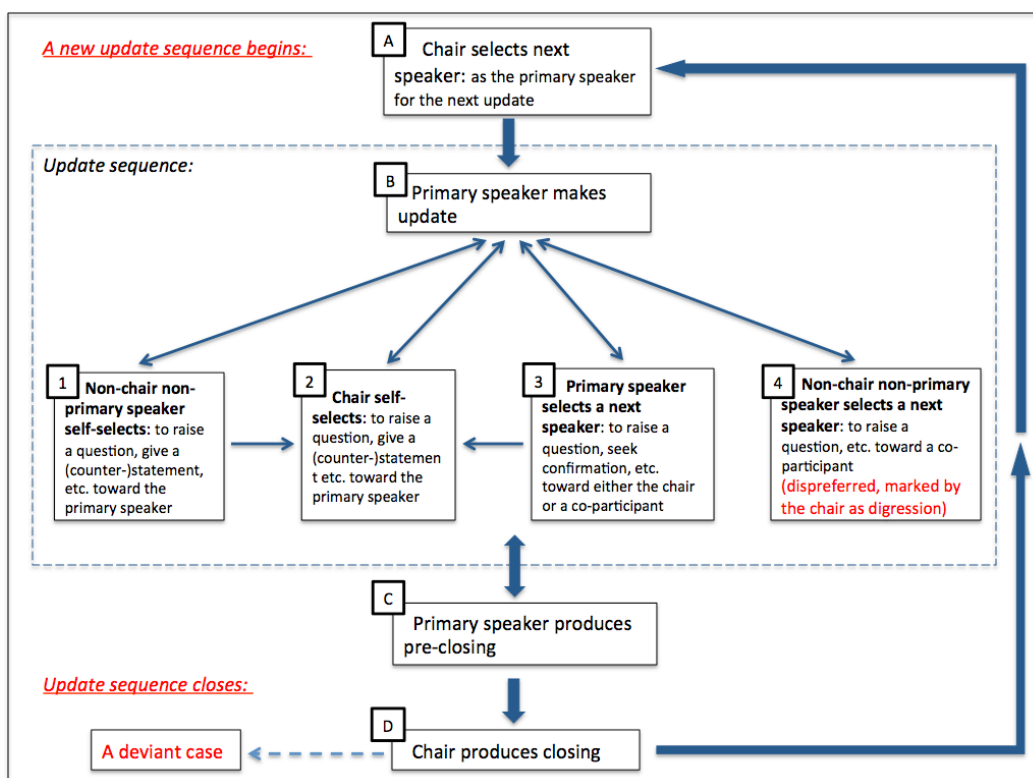 A new update sequence begins:
A
Chair selects next
speaker: as the primary speaker
for the next update
Update sequence:
B
Primary speaker makes
update
1
Non-chair non-
primary speaker
self-selects: to raise
a question, give a
(counter-)statement,
etc. toward the
primary speaker
2
Chair self-
selects: to raise a
question, give a
(counter-)statemen
t etc. toward the
primary speaker
3
Primary speaker
selects a next
speaker: to raise a
question, seek
confirmation, etc.
toward either the chair
or a co-participant
4
Non-chair non-primary
speaker selects a next
speaker: to raise a
question, etc. toward a co-
participant
(dispreferred, marked by
the chair as digression)
C
Primary speaker produces
pre-closing
Update sequence closes:
D
Chair produces closing
A deviant case